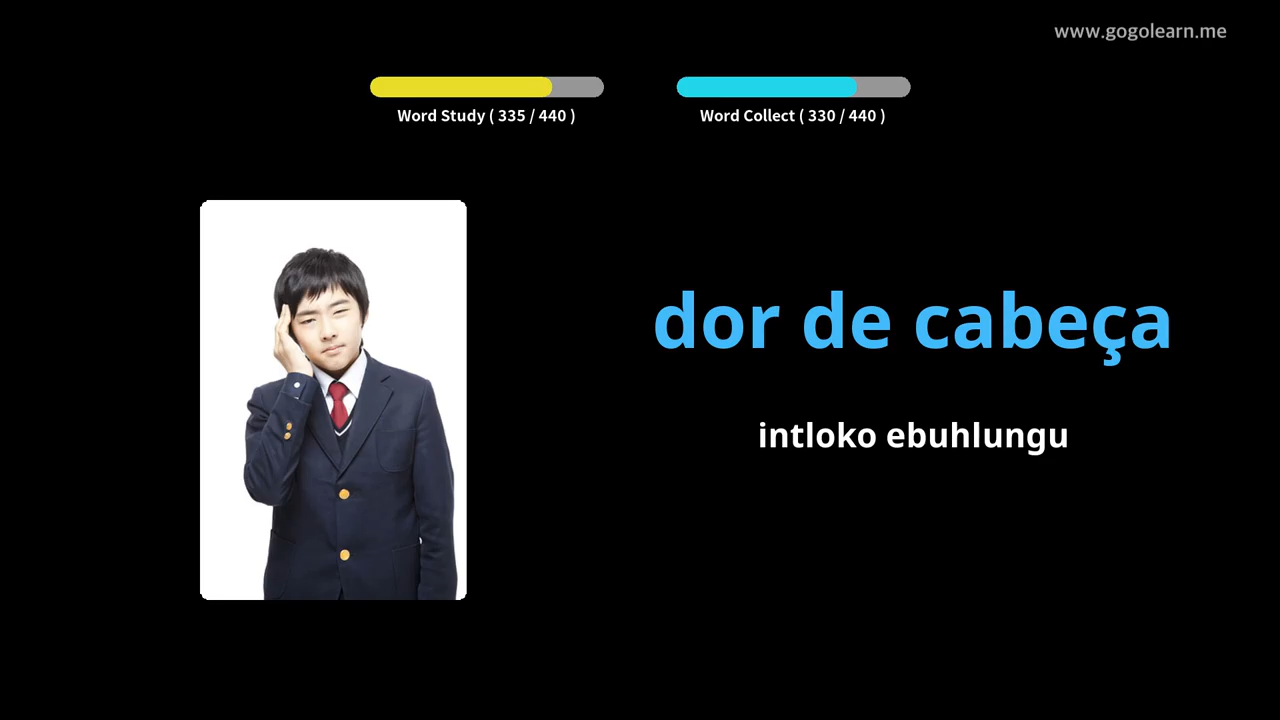 www.gogolearn.me
Word Study ( 335 / 440 )
Word Collect ( 330 / 440 )
dor de cabeça
intloko ebuhlungu